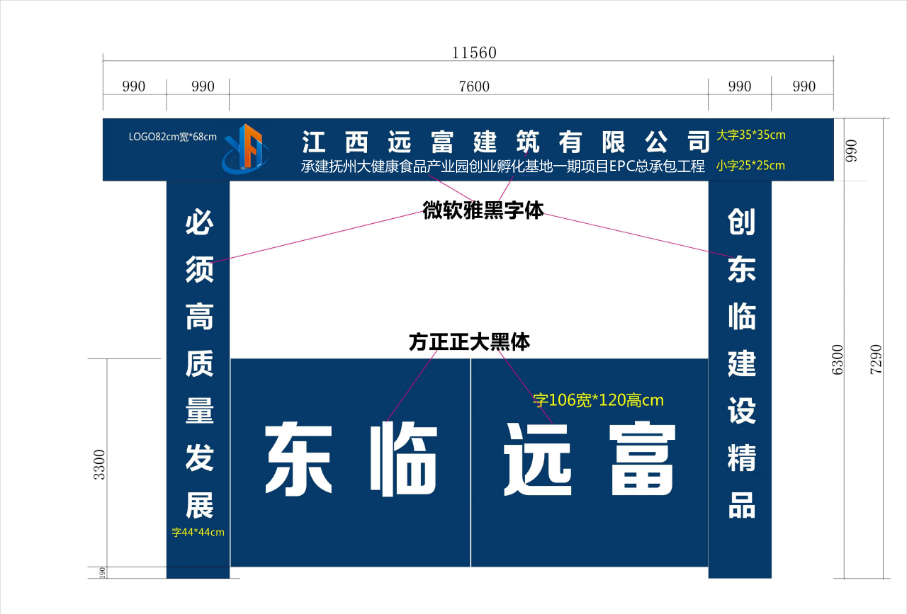 11560
990
990
7600
990
990
LOGO82cm宽*68cm
江西远富建筑有限公司
大字35*35cm
承建抚州大健康食品产业园创业孵化基地一期项目EPC总承包工程
小字25*25cm
990
微软雅黑字体
必须高质量发展
创东临建设精品
方正正大黑体
字106宽*120高cm
东临
远富
字44*44cm
3300
190
6300
7290